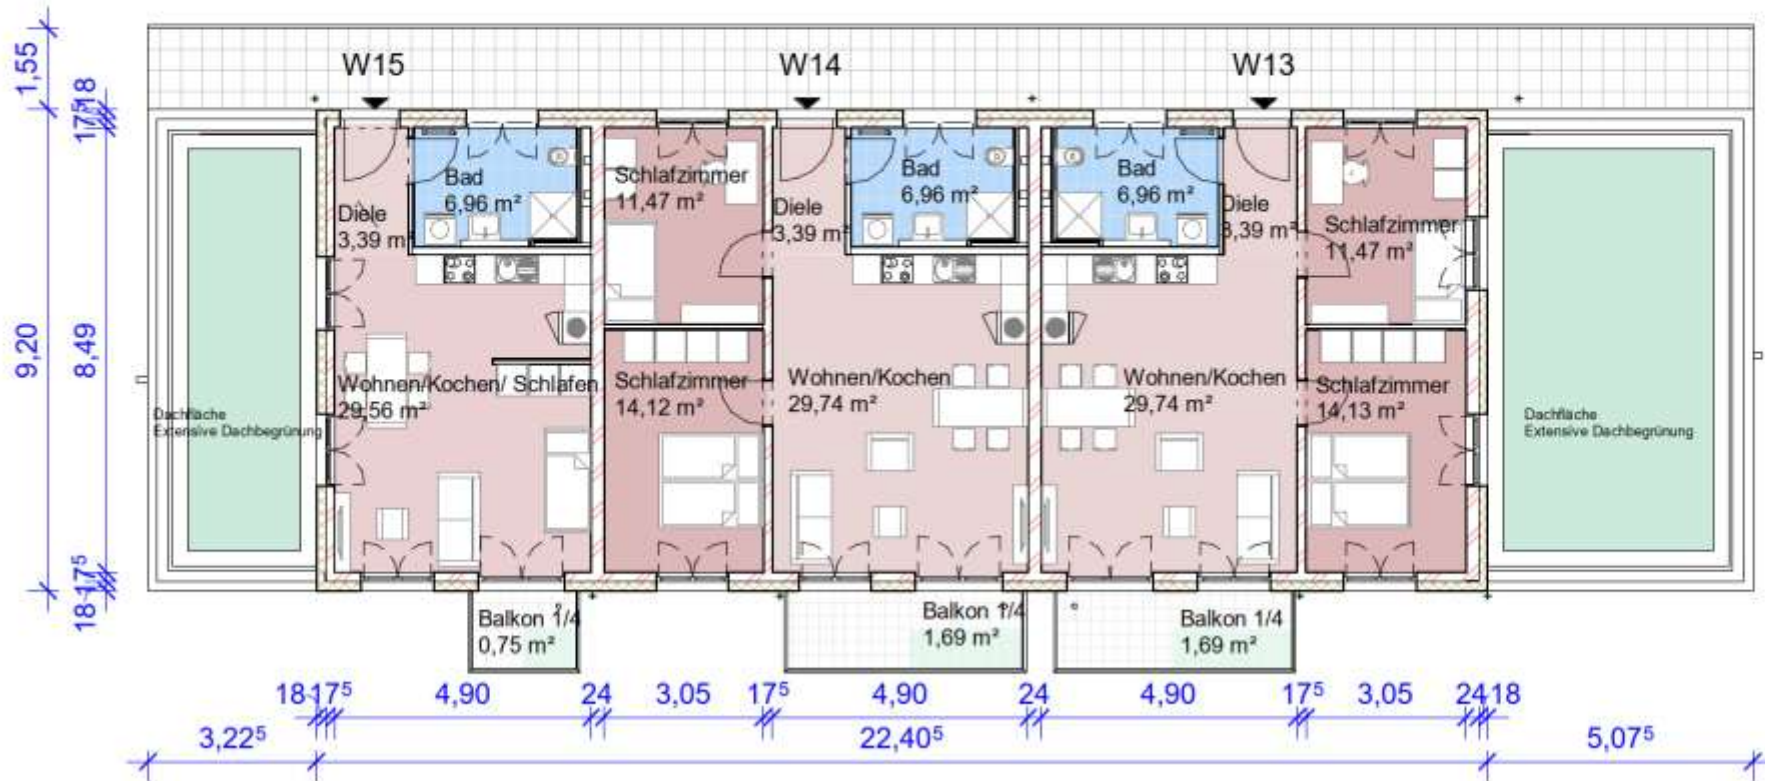 W15
W14
W13
1,55
17⁵
18
9,20
8,49
18
17⁵
Bad
6,96 m²
Diele
3,39 m²
Schlafzimmer
11,47 m²
Diele
3,39 m²
Bad
6,96 m²
Bad
6,96 m²
Diele
3,39 m²
Schlafzimmer
11,47 m²
Wohnen/Kochen/ Schlafen
29,56 m²
Schlafzimmer
14,12 m²
Wohnen/Kochen
29,74 m²
Wohnen/Kochen
29,74 m²
Schlafzimmer
14,13 m²
Dachfläche
Extensive Dachbegrünung
Dachfläche
Extensive Dachbegrünung
Balkon 1/4
0,75 m²
Balkon 1/4
1,69 m²
Balkon 1/4
1,69 m²
18 17⁵ 4,90 24 3,05 17⁵ 4,90 24 4,90 17⁵ 3,05 24 18
3,22⁵ 22,40⁵ 5,07⁵